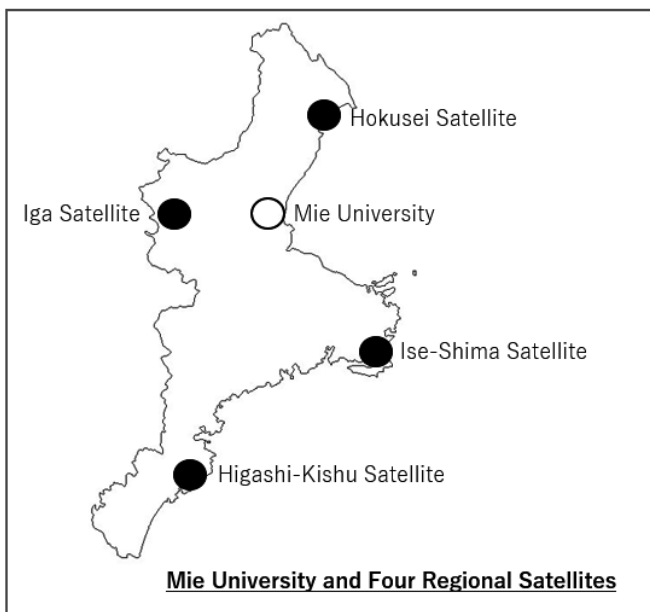 Hokusei Satellite
Iga Satellite
Mie University
Ise-Shima Satellite
Higashi-Kishu Satellite
Mie University and Four Regional Satellites